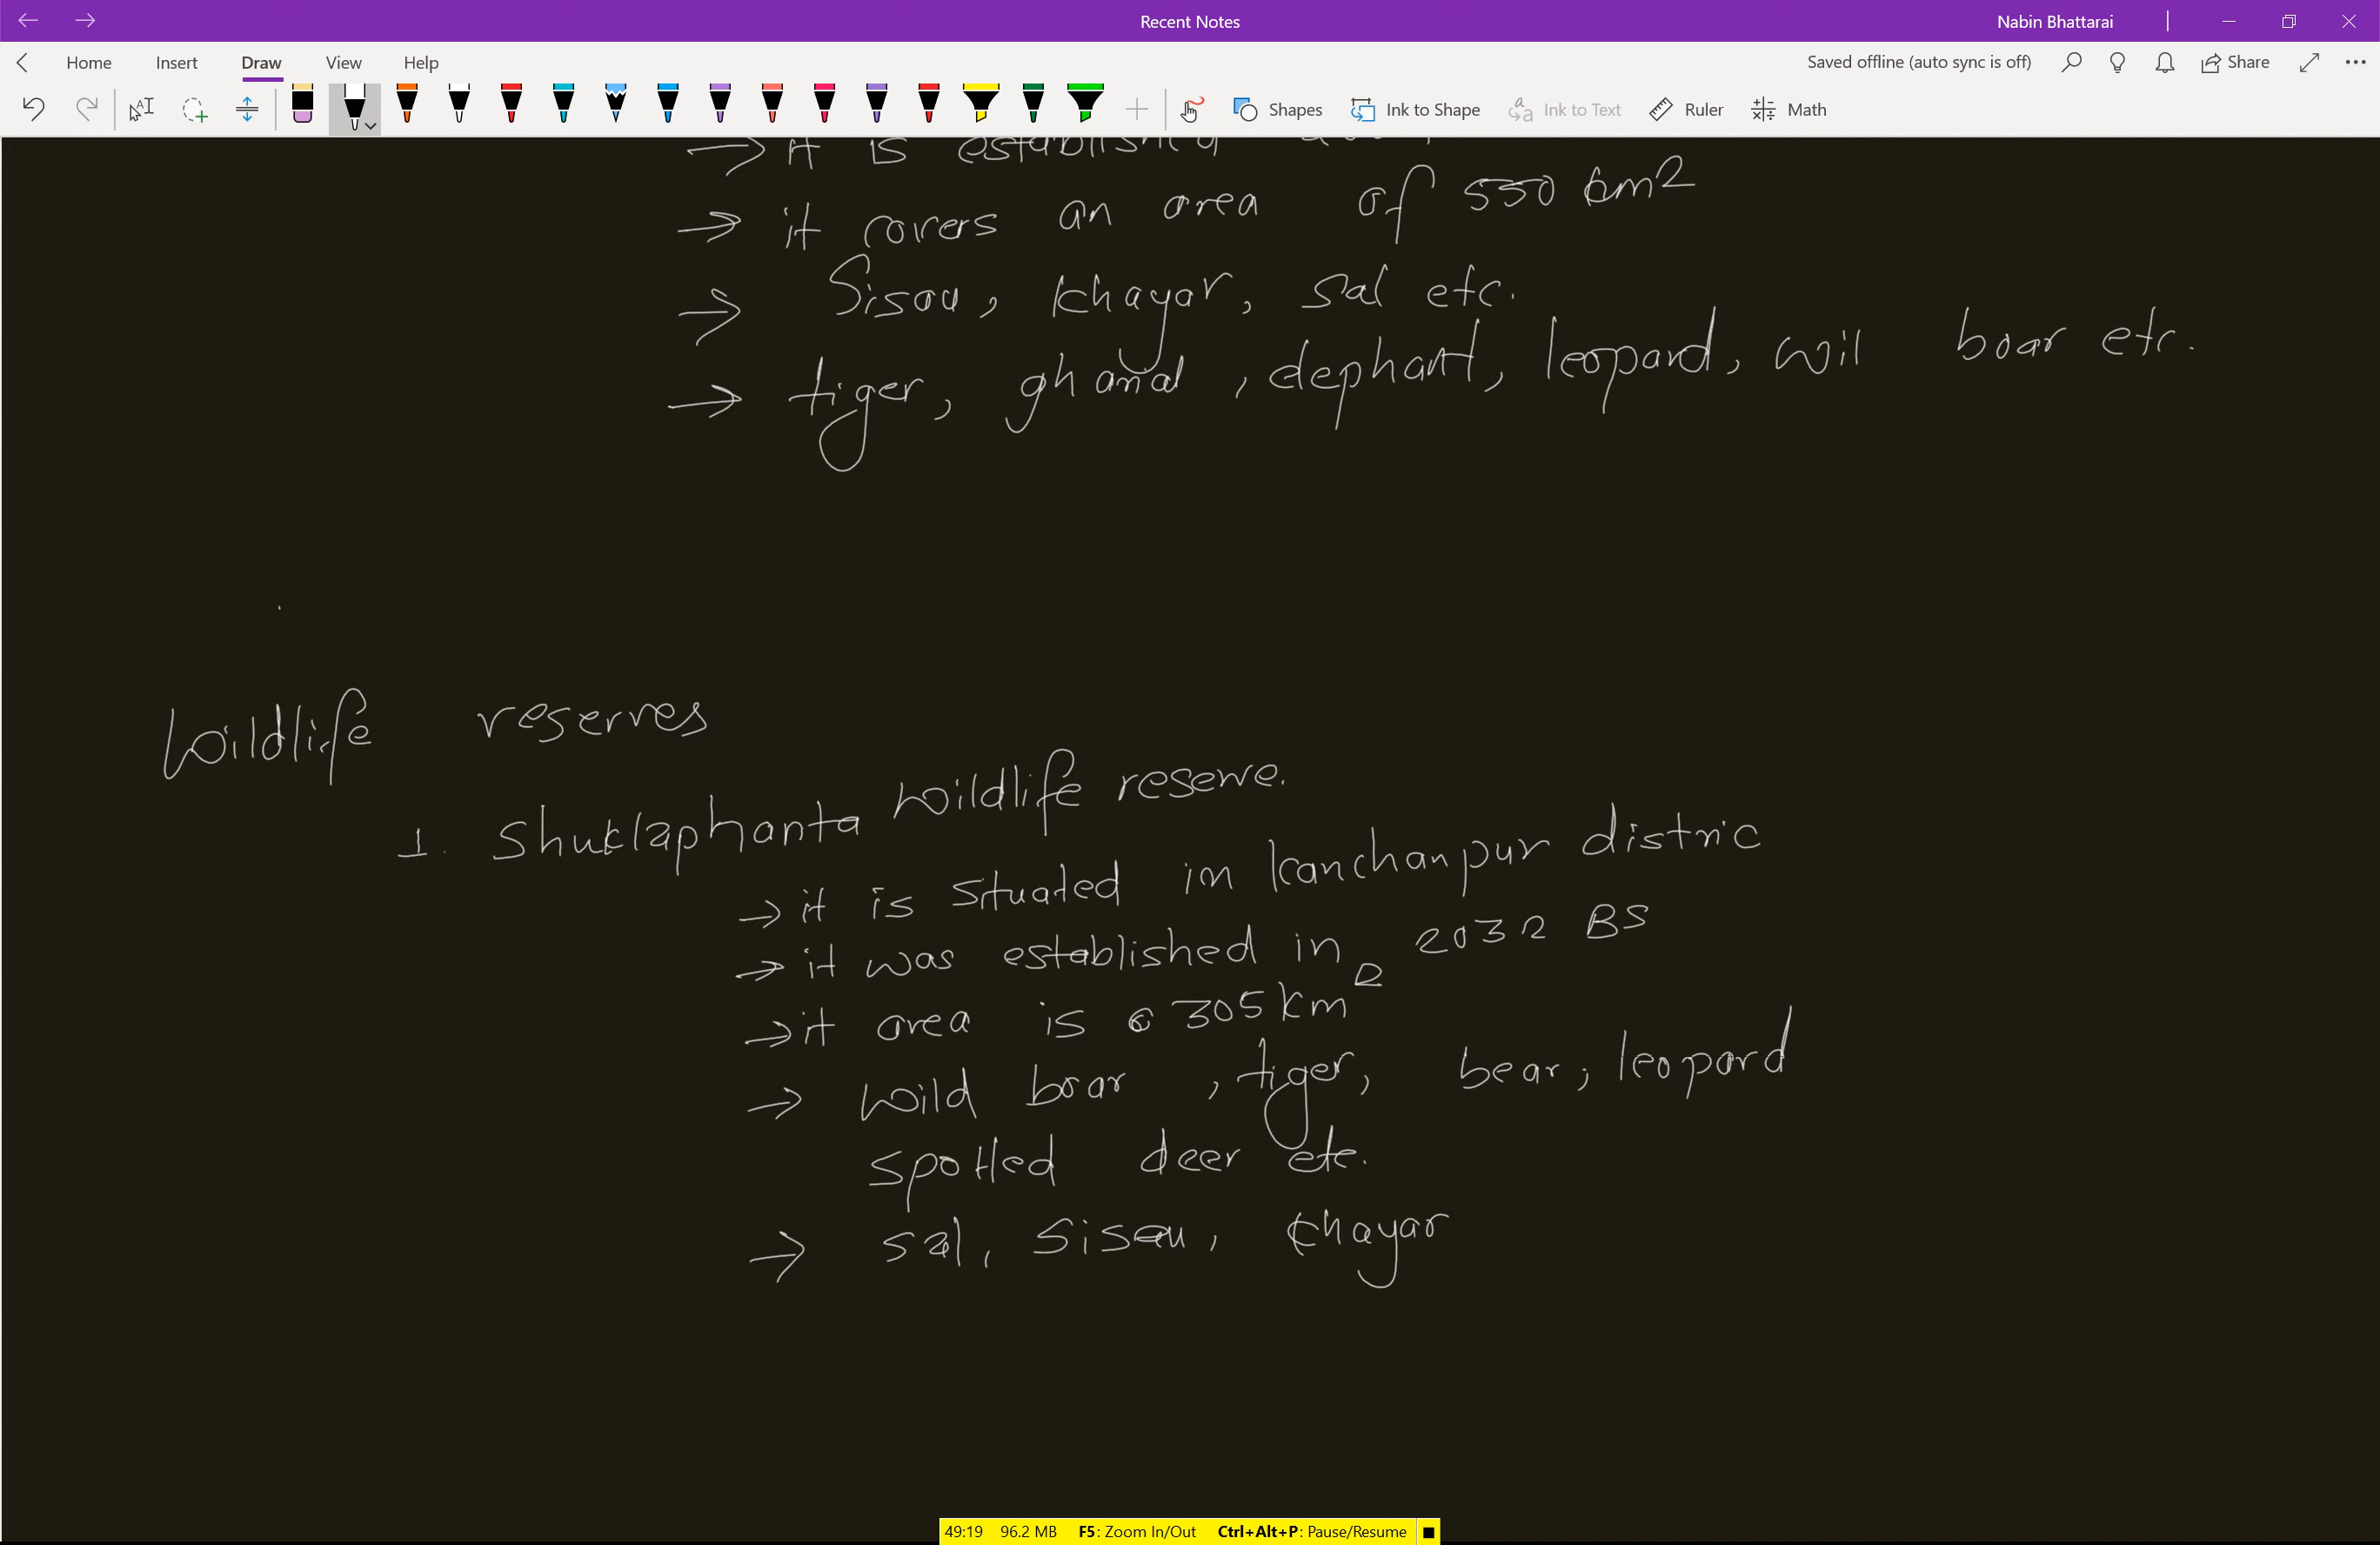 Recent Notes
Nabin Bhattarai
Home Insert Draw View Help
Saved offline (auto sync is off) Share
Shapes Ink to Shape Ink to Text Ruler Math
→ it is established
→ it covers an area of 550 km2
→ Sisau, khayar, sal etc.
→ tiger, , elephant, leopard, wil boar etc.
Wildlife reserves
1. Shuklaphanta wildlife reserve.
→ it is situated in kanchanpur distric
→ it was established in 2032 BS
→ it area is 305 km2
→ wild boar , tiger, bear, leopard
spotted deer etc.
→ sal, sisau, khayar
49:19 96.2 MB F5: Zoom In/Out Ctrl+Alt+P: Pause/Resume